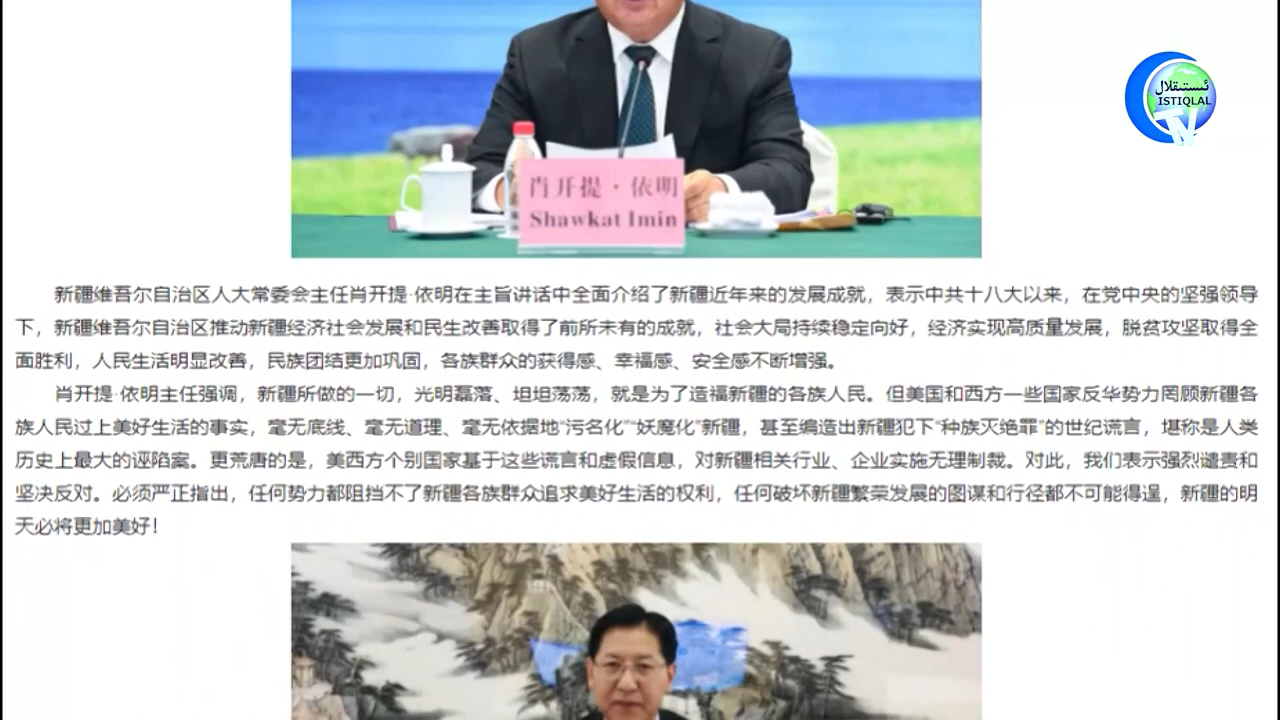 ئىستىقلال
ISTIQLAL
TV
肖开提·依明
Shawkat Imin
新疆维吾尔自治区人大常委会主任肖开提·依明在主旨讲话中全面介绍了新疆近年来的发展成就，表示中共十八大以来，在党中央的坚强领导
下，新疆维吾尔自治区推动新疆经济社会发展和民生改善取得了前所未有的成就，社会大局持续稳定向好，经济实现高质量发展，脱贫攻坚取得全
面胜利，人民生活明显改善，民族团结更加巩固，各族群众的获得感、幸福感、安全感不断增强。
肖开提·依明主任强调，新疆所做的一切，光明磊落、坦坦荡荡，就是为了造福新疆的各族人民。但美国和西方一些国家反华势力罔顾新疆各
族人民过上美好生活的事实，毫无底线、毫无道理、毫无依据地“污名化”“妖魔化”新疆，甚至编造出新疆犯下“种族灭绝罪”的世纪谎言，堪称是人类
历史上最大的诬陷案。更荒唐的是，美西方个别国家基于这些谎言和虚假信息，对新疆相关行业、企业实施无理制裁。对此，我们表示强烈谴责和
坚决反对。必须严正指出，任何势力都阻挡不了新疆各族群众追求美好生活的权利，任何破坏新疆繁荣发展的图谋和行径都不可能得逞，新疆的明
天必将更加美好！